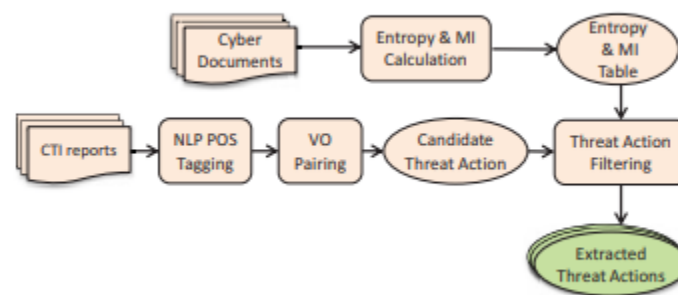 Cyber
Documents
Entropy & MI
Calculation
Entropy
& MI
Table
CTI reports
NLP POS
Tagging
VO
Pairing
Candidate
Threat Action
Threat Action
Filtering
Extracted
Threat Actions